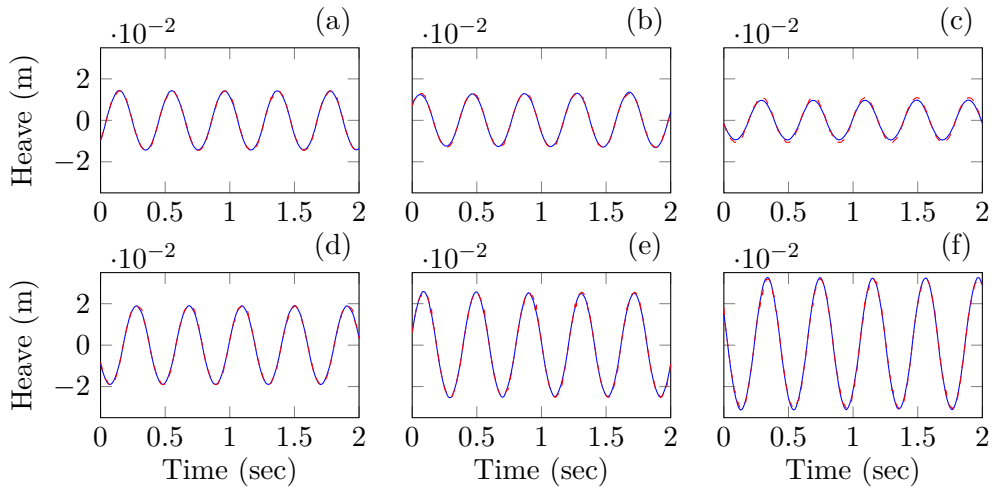 (a) (b) (c)
·10⁻² ·10⁻² ·10⁻²
Heave (m)
2
0
−2
0 0.5 1 1.5 2 0 0.5 1 1.5 2 0 0.5 1 1.5 2
(d) (e) (f)
·10⁻² ·10⁻² ·10⁻²
Heave (m)
2
0
−2
0 0.5 1 1.5 2 0 0.5 1 1.5 2 0 0.5 1 1.5 2
Time (sec) Time (sec) Time (sec)